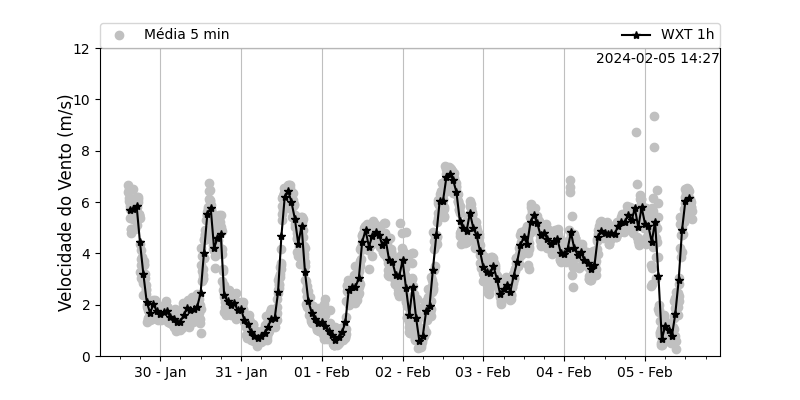 Média 5 min
WXT 1h
2024-02-05 14:27
Velocidade do Vento (m/s)
12
10
8
6
4
2
0
30 - Jan
31 - Jan
01 - Feb
02 - Feb
03 - Feb
04 - Feb
05 - Feb